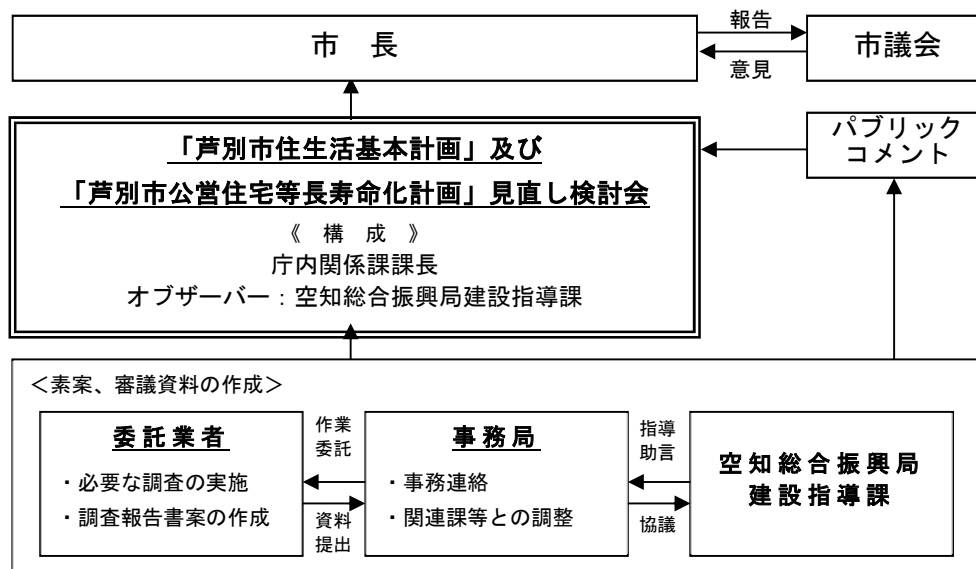 市 長
報告
意見
市議会
パブリック
コメント
「芦別市住生活基本計画」及び
「芦別市公営住宅等長寿命化計画」見直し検討会
《 構 成 》
庁内関係課課長
オブザーバー：空知総合振興局建設指導課
＜素案、審議資料の作成＞
委託業者
・必要な調査の実施
・調査報告書案の作成
作業
委託
資料
提出
事務局
・事務連絡
・関連課等との調整
指導
助言
協議
空知総合振興局
建設指導課